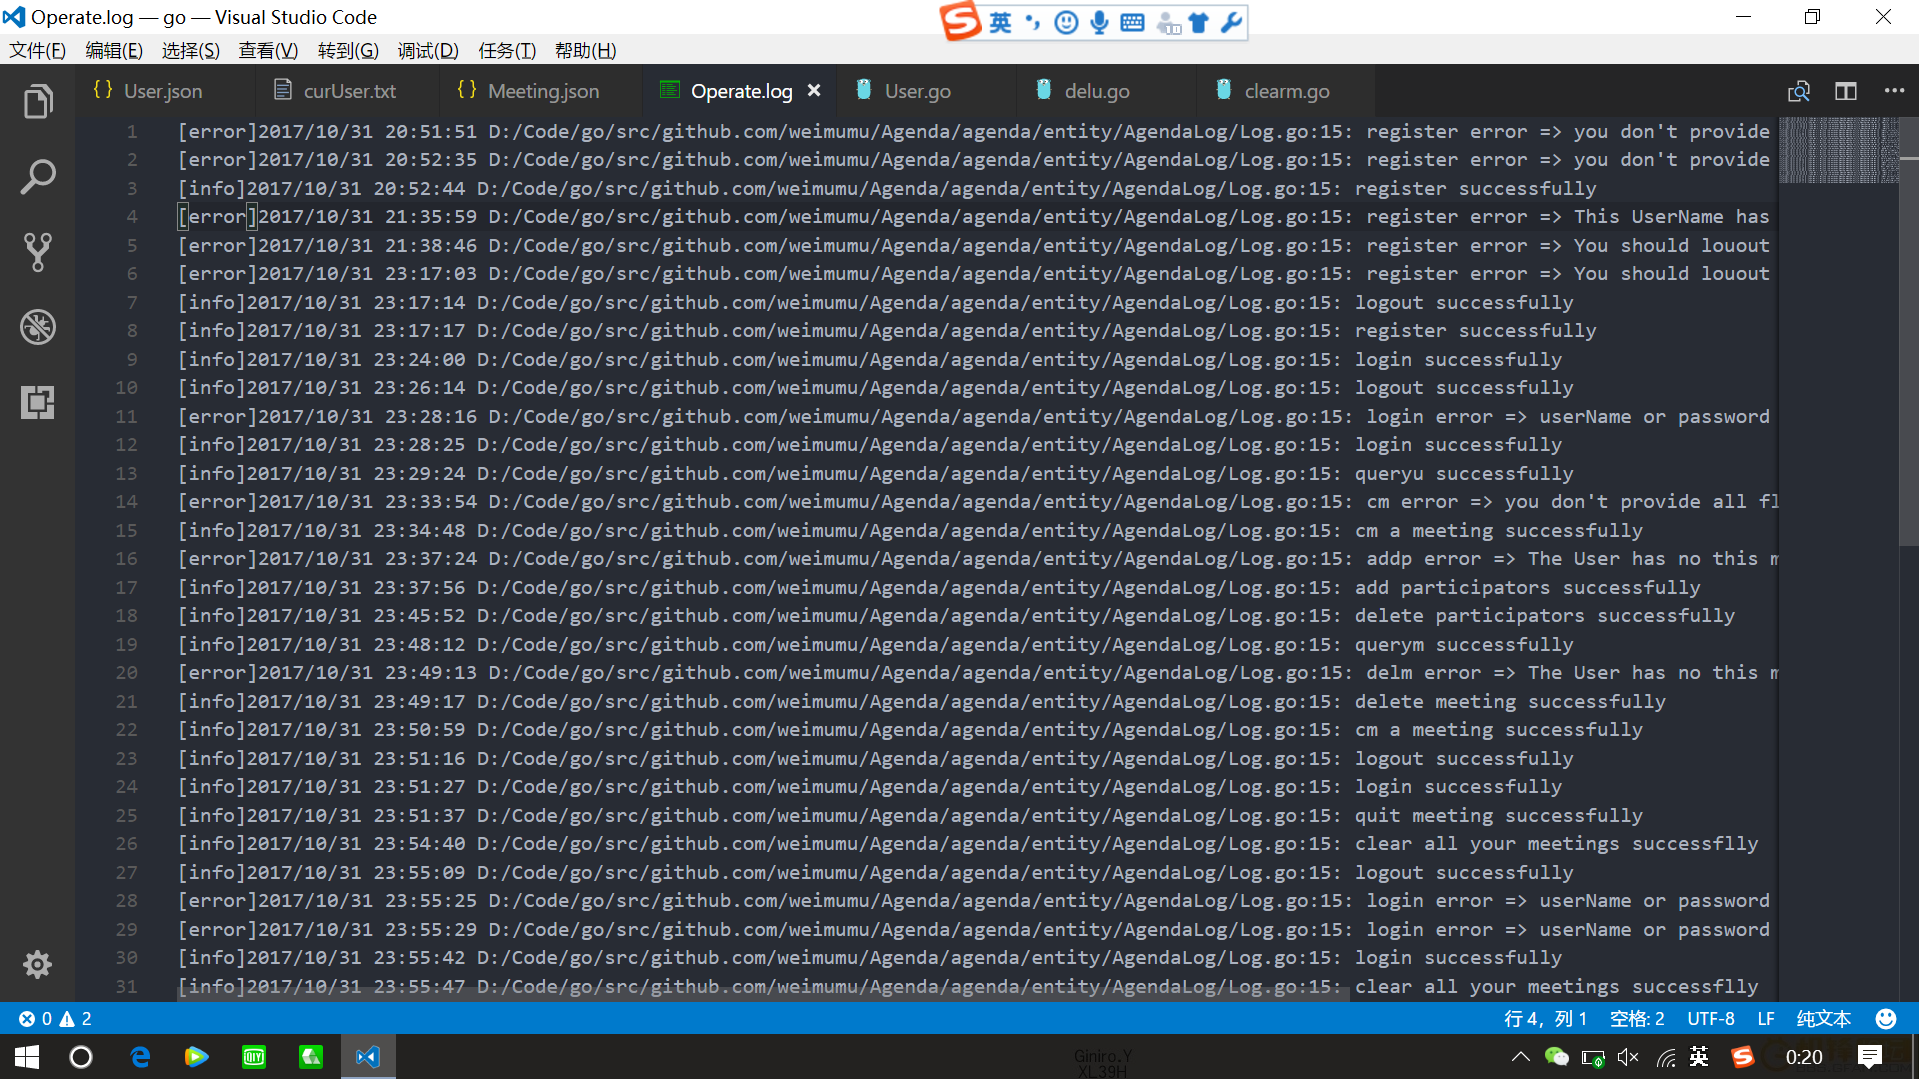 Operate.log — go — Visual Studio Code
英
文件(F) 编辑(E) 选择(S) 查看(V) 转到(G) 调试(D) 任务(T) 帮助(H)
{} User.json curUser.txt {} Meeting.json Operate.log User.go delu.go clearm.go
1 [error]2017/10/31 20:51:51 D:/Code/go/src/github.com/weimumu/Agenda/agenda/entity/AgendaLog/Log.go:15: register error => you don't provide
2 [error]2017/10/31 20:52:35 D:/Code/go/src/github.com/weimumu/Agenda/agenda/entity/AgendaLog/Log.go:15: register error => you don't provide
3 [info]2017/10/31 20:52:44 D:/Code/go/src/github.com/weimumu/Agenda/agenda/entity/AgendaLog/Log.go:15: register successfully
4 [error]2017/10/31 21:35:59 D:/Code/go/src/github.com/weimumu/Agenda/agenda/entity/AgendaLog/Log.go:15: register error => This UserName has
5 [error]2017/10/31 21:38:46 D:/Code/go/src/github.com/weimumu/Agenda/agenda/entity/AgendaLog/Log.go:15: register error => You should louout
6 [error]2017/10/31 23:17:03 D:/Code/go/src/github.com/weimumu/Agenda/agenda/entity/AgendaLog/Log.go:15: register error => You should louout
7 [info]2017/10/31 23:17:14 D:/Code/go/src/github.com/weimumu/Agenda/agenda/entity/AgendaLog/Log.go:15: logout successfully
8 [info]2017/10/31 23:17:17 D:/Code/go/src/github.com/weimumu/Agenda/agenda/entity/AgendaLog/Log.go:15: register successfully
9 [info]2017/10/31 23:24:00 D:/Code/go/src/github.com/weimumu/Agenda/agenda/entity/AgendaLog/Log.go:15: login successfully
10 [info]2017/10/31 23:26:14 D:/Code/go/src/github.com/weimumu/Agenda/agenda/entity/AgendaLog/Log.go:15: logout successfully
11 [error]2017/10/31 23:28:16 D:/Code/go/src/github.com/weimumu/Agenda/agenda/entity/AgendaLog/Log.go:15: login error => userName or password
12 [info]2017/10/31 23:28:25 D:/Code/go/src/github.com/weimumu/Agenda/agenda/entity/AgendaLog/Log.go:15: login successfully
13 [info]2017/10/31 23:29:24 D:/Code/go/src/github.com/weimumu/Agenda/agenda/entity/AgendaLog/Log.go:15: queryu successfully
14 [error]2017/10/31 23:33:54 D:/Code/go/src/github.com/weimumu/Agenda/agenda/entity/AgendaLog/Log.go:15: cm error => you don't provide all fl
15 [info]2017/10/31 23:34:48 D:/Code/go/src/github.com/weimumu/Agenda/agenda/entity/AgendaLog/Log.go:15: cm a meeting successfully
16 [error]2017/10/31 23:37:24 D:/Code/go/src/github.com/weimumu/Agenda/agenda/entity/AgendaLog/Log.go:15: addp error => The User has no this m
17 [info]2017/10/31 23:37:56 D:/Code/go/src/github.com/weimumu/Agenda/agenda/entity/AgendaLog/Log.go:15: add participators successfully
18 [info]2017/10/31 23:45:52 D:/Code/go/src/github.com/weimumu/Agenda/agenda/entity/AgendaLog/Log.go:15: delete participators successfully
19 [info]2017/10/31 23:48:12 D:/Code/go/src/github.com/weimumu/Agenda/agenda/entity/AgendaLog/Log.go:15: querym successfully
20 [error]2017/10/31 23:49:13 D:/Code/go/src/github.com/weimumu/Agenda/agenda/entity/AgendaLog/Log.go:15: delm error => The User has no this m
21 [info]2017/10/31 23:49:17 D:/Code/go/src/github.com/weimumu/Agenda/agenda/entity/AgendaLog/Log.go:15: delete meeting successfully
22 [info]2017/10/31 23:50:59 D:/Code/go/src/github.com/weimumu/Agenda/agenda/entity/AgendaLog/Log.go:15: cm a meeting successfully
23 [info]2017/10/31 23:51:16 D:/Code/go/src/github.com/weimumu/Agenda/agenda/entity/AgendaLog/Log.go:15: logout successfully
24 [info]2017/10/31 23:51:27 D:/Code/go/src/github.com/weimumu/Agenda/agenda/entity/AgendaLog/Log.go:15: login successfully
25 [info]2017/10/31 23:51:37 D:/Code/go/src/github.com/weimumu/Agenda/agenda/entity/AgendaLog/Log.go:15: quit meeting successfully
26 [info]2017/10/31 23:54:40 D:/Code/go/src/github.com/weimumu/Agenda/agenda/entity/AgendaLog/Log.go:15: clear all your meetings successflly
27 [info]2017/10/31 23:55:09 D:/Code/go/src/github.com/weimumu/Agenda/agenda/entity/AgendaLog/Log.go:15: logout successfully
28 [error]2017/10/31 23:55:25 D:/Code/go/src/github.com/weimumu/Agenda/agenda/entity/AgendaLog/Log.go:15: login error => userName or password
29 [error]2017/10/31 23:55:29 D:/Code/go/src/github.com/weimumu/Agenda/agenda/entity/AgendaLog/Log.go:15: login error => userName or password
30 [info]2017/10/31 23:55:42 D:/Code/go/src/github.com/weimumu/Agenda/agenda/entity/AgendaLog/Log.go:15: login successfully
31 [info]2017/10/31 23:55:47 D:/Code/go/src/github.com/weimumu/Agenda/agenda/entity/AgendaLog/Log.go:15: clear all your meetings successflly
0 2 行 4，列 1 空格: 2 UTF-8 LF 纯文本
DIY Giniro.Y 英 0:20
XL39H